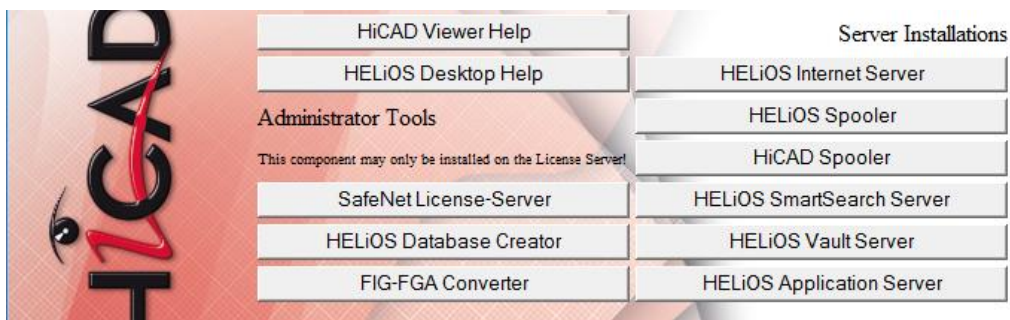 HiCAD
HiCAD Viewer Help
HELiOS Desktop Help
Administrator Tools
This component may only be installed on the License Server!
SafeNet License-Server
HELiOS Database Creator
FIG-FGA Converter
Server Installations
HELiOS Internet Server
HELiOS Spooler
HiCAD Spooler
HELiOS SmartSearch Server
HELiOS Vault Server
HELiOS Application Server